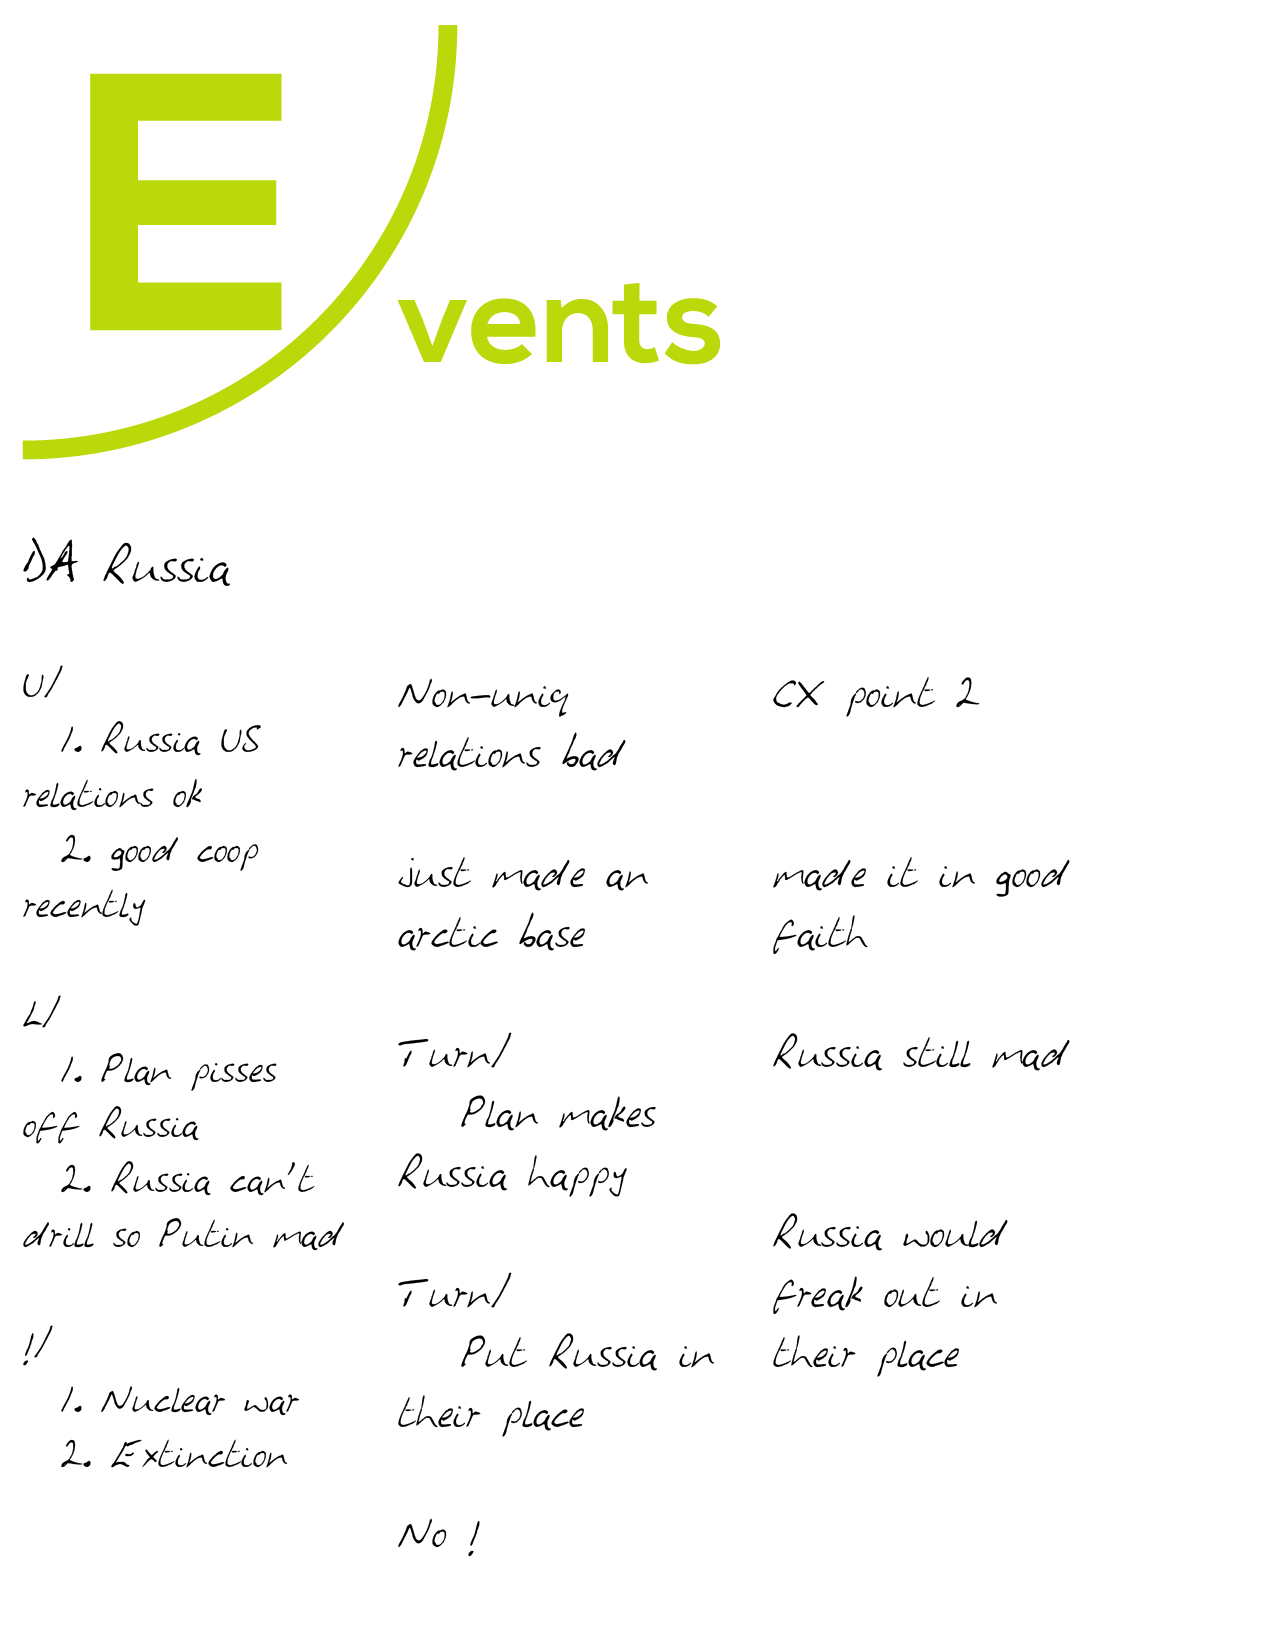 Events
DA Russia
U/
1. Russia US
relations ok
2. good coop
recently
L/
1. Plan pisses
off Russia
2. Russia can't
drill so Putin mad
!/
1. Nuclear war
2. Extinction
Non-uniq
relations bad
just made an
arctic base
Turn/
Plan makes
Russia happy
Turn/
Put Russia in
their place
No !
CX point 2
made it in good
faith
Russia still mad
Russia would
freak out in
their place